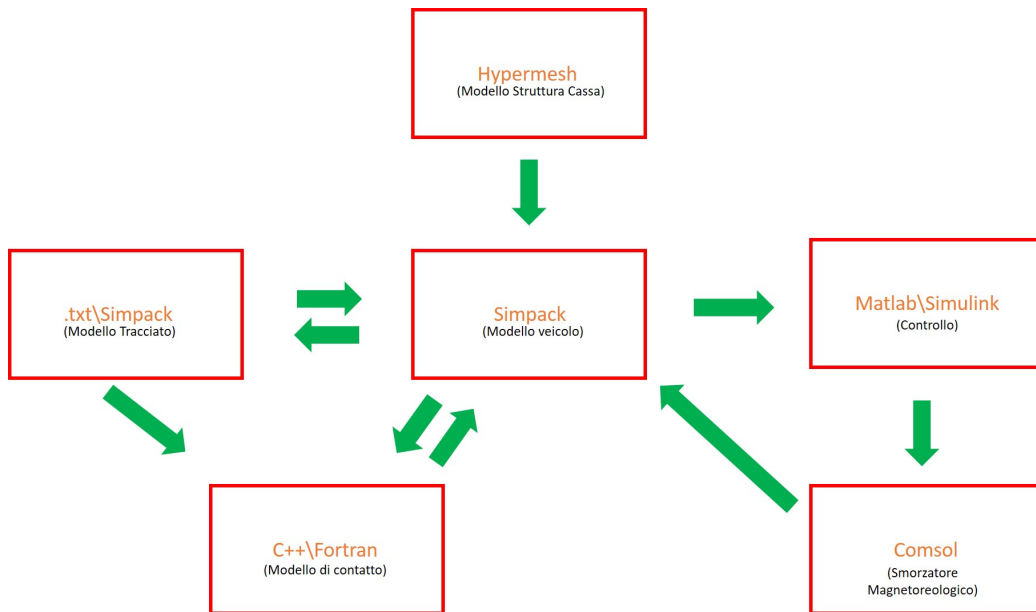 Hypermesh
(Modello Struttura Cassa)
.txt\Simpack
(Modello Tracciato)
Simpack
(Modello veicolo)
Matlab\Simulink
(Controllo)
C++\Fortran
(Modello di contatto)
Comsol
(Smorzatore
Magnetoreologico)